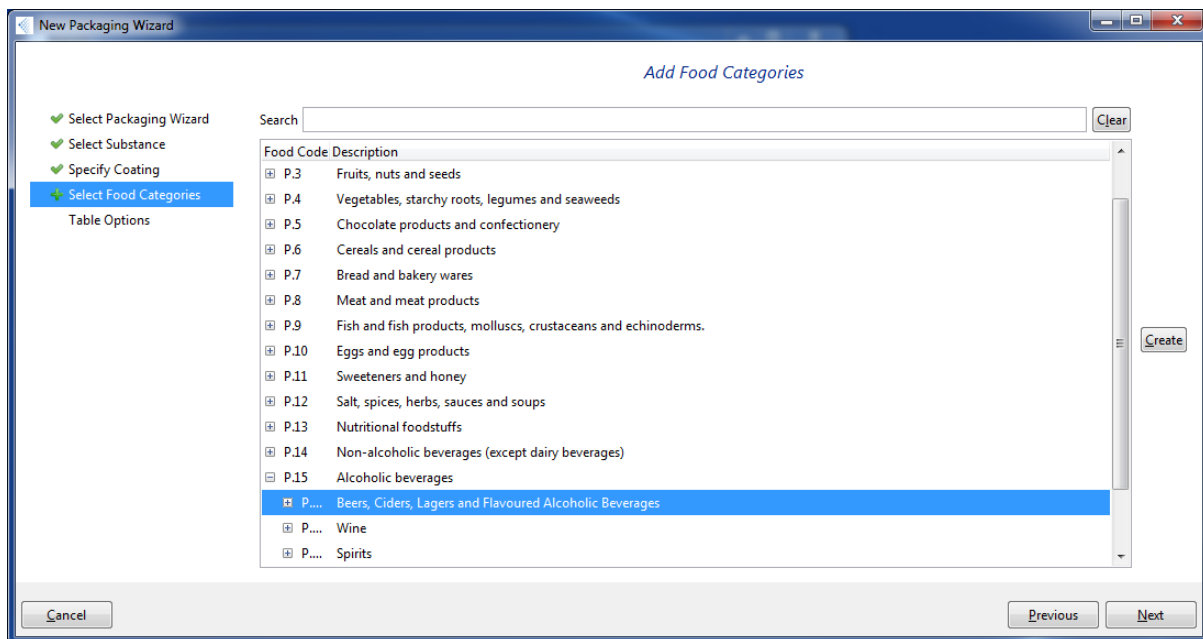 New Packaging Wizard
Add Food Categories
Select Packaging Wizard
Select Substance
Specify Coating
Select Food Categories
Table Options
Search
Clear
Food Code Description
P.3 Fruits, nuts and seeds
P.4 Vegetables, starchy roots, legumes and seaweeds
P.5 Chocolate products and confectionery
P.6 Cereals and cereal products
P.7 Bread and bakery wares
P.8 Meat and meat products
P.9 Fish and fish products, molluscs, crustaceans and echinoderms.
P.10 Eggs and egg products
P.11 Sweeteners and honey
P.12 Salt, spices, herbs, sauces and soups
P.13 Nutritional foodstuffs
P.14 Non-alcoholic beverages (except dairy beverages)
P.15 Alcoholic beverages
P.... Beers, Ciders, Lagers and Flavoured Alcoholic Beverages
P.... Wine
P.... Spirits
Create
Cancel
Previous
Next